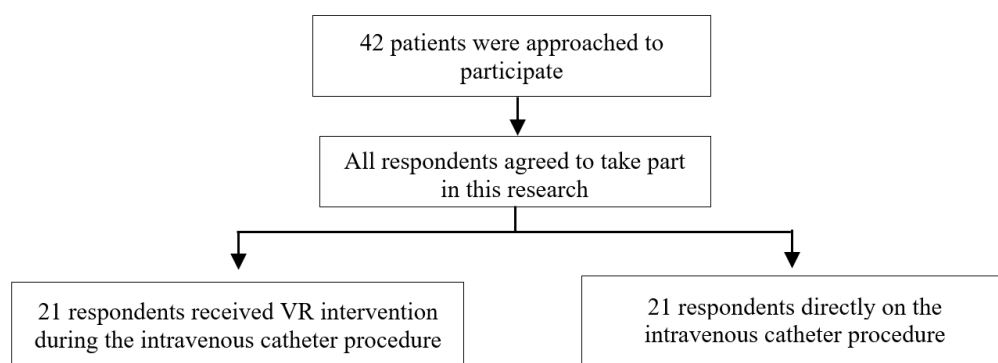 42 patients were approached to
participate
All respondents agreed to take part
in this research
21 respondents received VR intervention
during the intravenous catheter procedure
21 respondents directly on the
intravenous catheter procedure